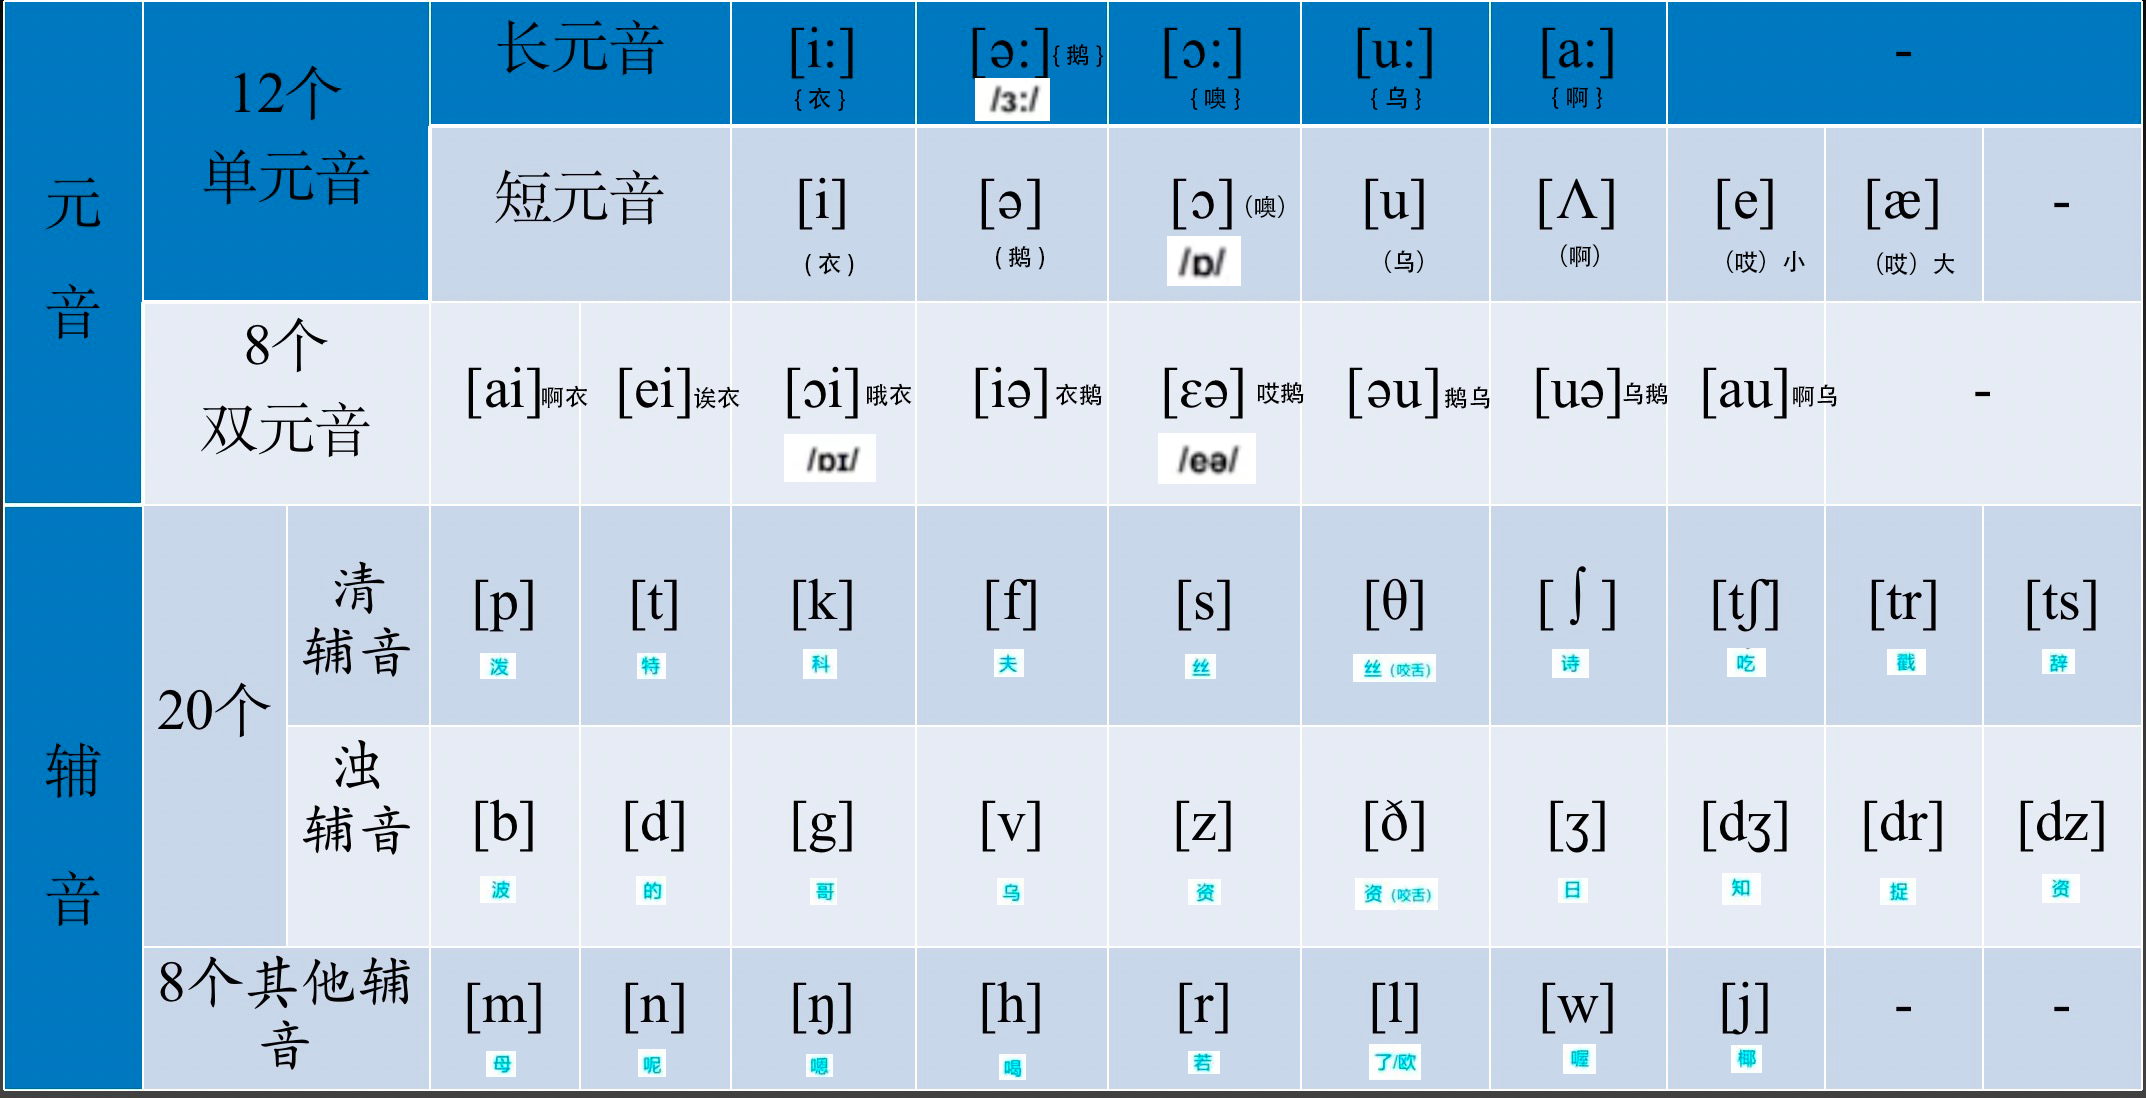 元音
12个
单元音
长元音
[i:]
{衣}
[ə:]{鹅}
/ɜ:/
[ɔ:]
{噢}
[u:]
{乌}
[a:]
{啊}
-
短元音
[i]
(衣)
[ə]
(鹅)
[ɔ](噢)
/ɒ/
[u]
(乌)
[Λ]
(啊)
[e]
(哎)小
[æ]
(哎)大
-
8个
双元音
[ai]啊衣
[ei]诶衣
[ɔi]哦衣
/ɒɪ/
[iə]衣鹅
[ɛə]哎鹅
/eə/
[əu]鹅乌
[uə]乌鹅
[au]啊乌
-
辅音
20个
清
辅音
[p]
泼
[t]
特
[k]
科
[f]
夫
[s]
丝
[θ]
丝(咬舌)
[ʃ]
诗
[tʃ]
吃
[tr]
戳
[ts]
辞
浊
辅音
[b]
波
[d]
的
[g]
哥
[v]
乌
[z]
资
[ð]
资(咬舌)
[ʒ]
日
[dʒ]
知
[dr]
捉
[dz]
资
8个其他辅
音
[m]
母
[n]
呢
[ŋ]
嗯
[h]
喝
[r]
若
[l]
了/欧
[w]
喔
[j]
椰
-
-